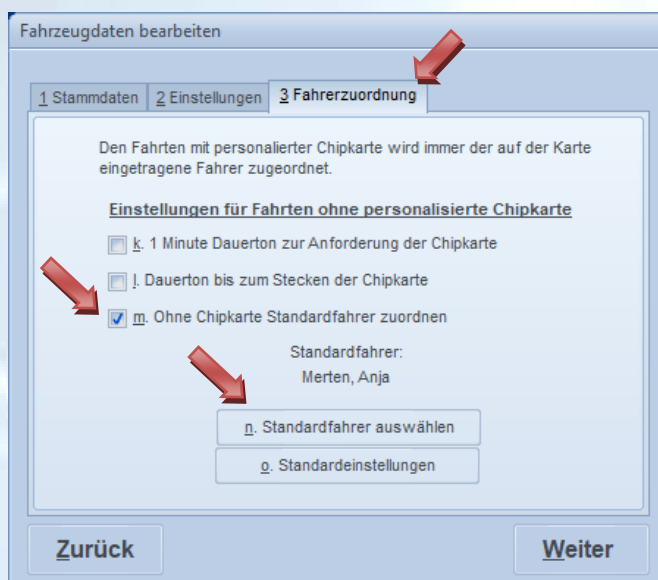 Fahrzeugdaten bearbeiten
1 Stammdaten 2 Einstellungen 3 Fahrerzuordnung
Den Fahrten mit personalierter Chipkarte wird immer der auf der Karte
eingetragene Fahrer zugeordnet.
Einstellungen für Fahrten ohne personalisierte Chipkarte
k. 1 Minute Dauerton zur Anforderung der Chipkarte
l. Dauerton bis zum Stecken der Chipkarte
m. Ohne Chipkarte Standardfahrer zuordnen
Standardfahrer:
Merten, Anja
n. Standardfahrer auswählen
o. Standardeinstellungen
Zurück Weiter